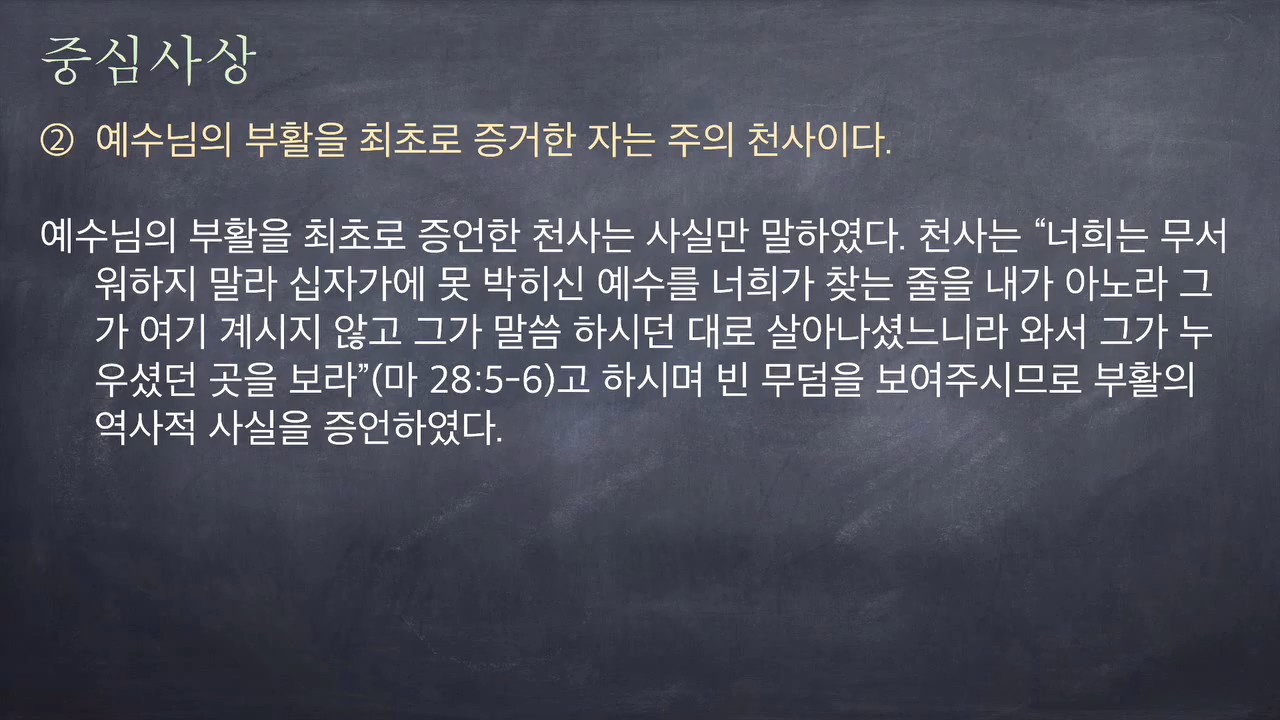 중심사상
② 예수님의 부활을 최초로 증거한 자는 주의 천사이다.
예수님의 부활을 최초로 증언한 천사는 사실만 말하였다. 천사는 “너희는 무서
워하지 말라 십자가에 못 박히신 예수를 너희가 찾는 줄을 내가 아노라 그
가 여기 계시지 않고 그가 말씀 하시던 대로 살아나셨느니라 와서 그가 누
우셨던 곳을 보라”(마 28:5-6)고 하시며 빈 무덤을 보여주시므로 부활의
역사적 사실을 증언하였다.